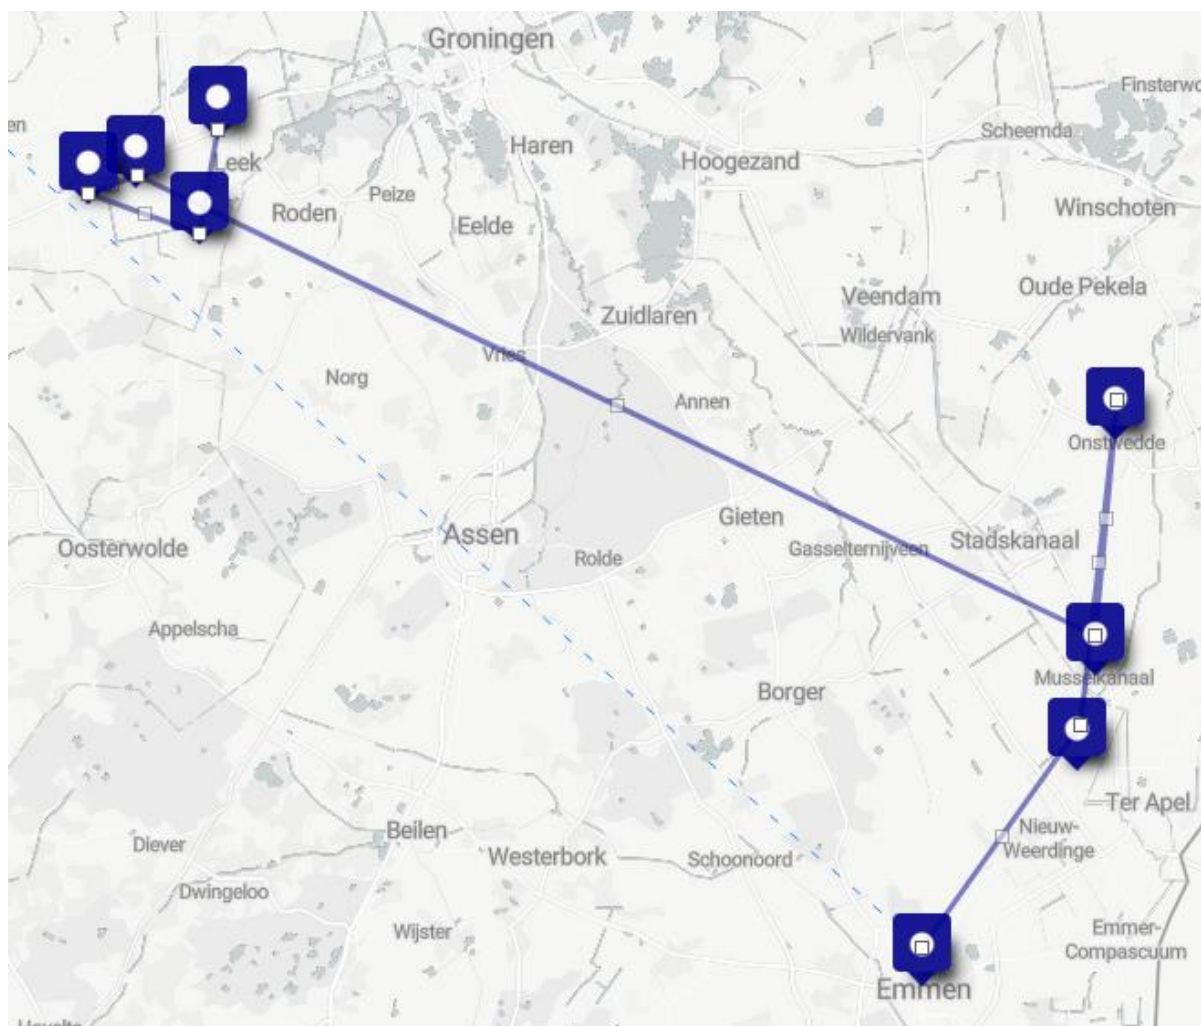 Groningen
Finsterwo
en
Scheemda
Haren
Hoogezand
Leek
Peize
Roden
Winschoten
Eelde
Oude Pekela
Veendam
Zuidlaren
Wildervank
Vries
Norg
Annen
Onstwedde
Gieten
Assen
Stadskanaal
Oosterwolde
Gasselternijveen
Rolde
Appelscha
Musselkanaal
Borger
Ter Apel
Beilen
Nieuw-
Weerdinge
Diever
Westerbork
Schoonoord
Dwingeloo
Wijster
Emmer-
Compascuum
Emmen